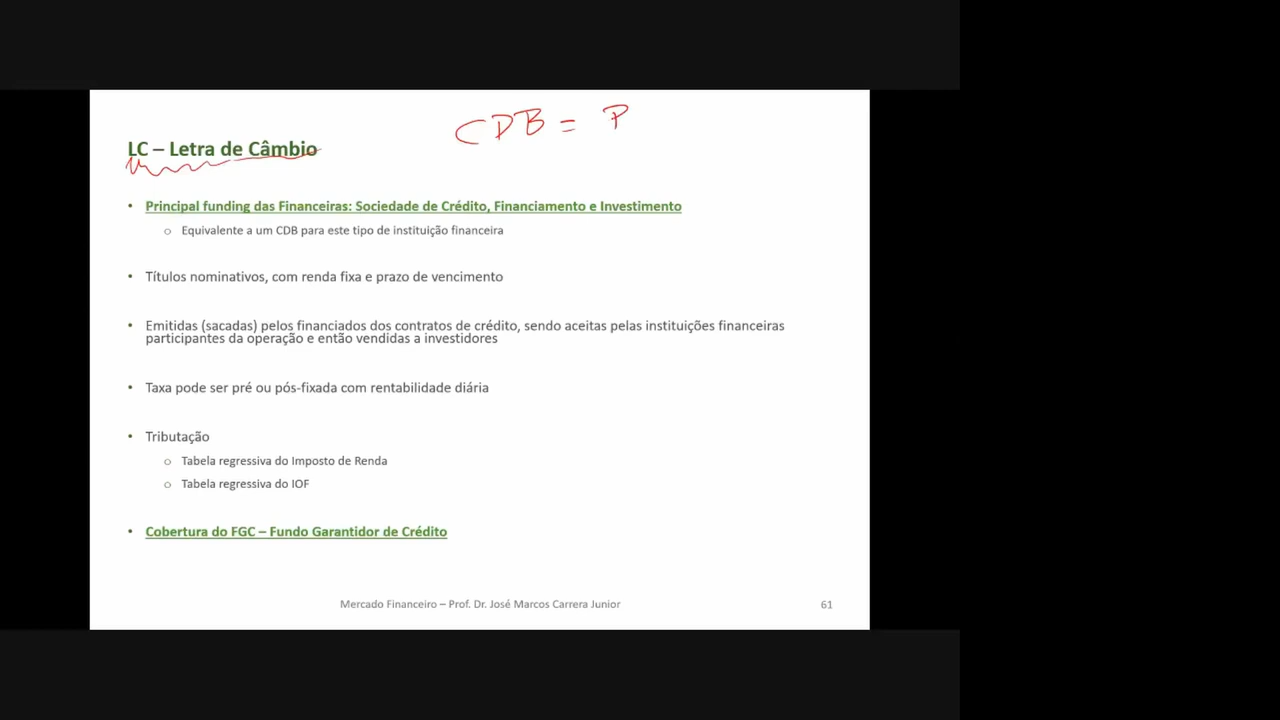 CDB = P
LC – Letra de Câmbio
• Principal funding das Financeiras: Sociedade de Crédito, Financiamento e Investimento
o Equivalente a um CDB para este tipo de instituição financeira
• Títulos nominativos, com renda fixa e prazo de vencimento
• Emitidas (sacadas) pelos financiados dos contratos de crédito, sendo aceitas pelas instituições financeiras
participantes da operação e então vendidas a investidores
• Taxa pode ser pré ou pós-fixada com rentabilidade diária
• Tributação
o Tabela regressiva do Imposto de Renda
o Tabela regressiva do IOF
• Cobertura do FGC – Fundo Garantidor de Crédito
Mercado Financeiro – Prof. Dr. José Marcos Carrera Junior 61